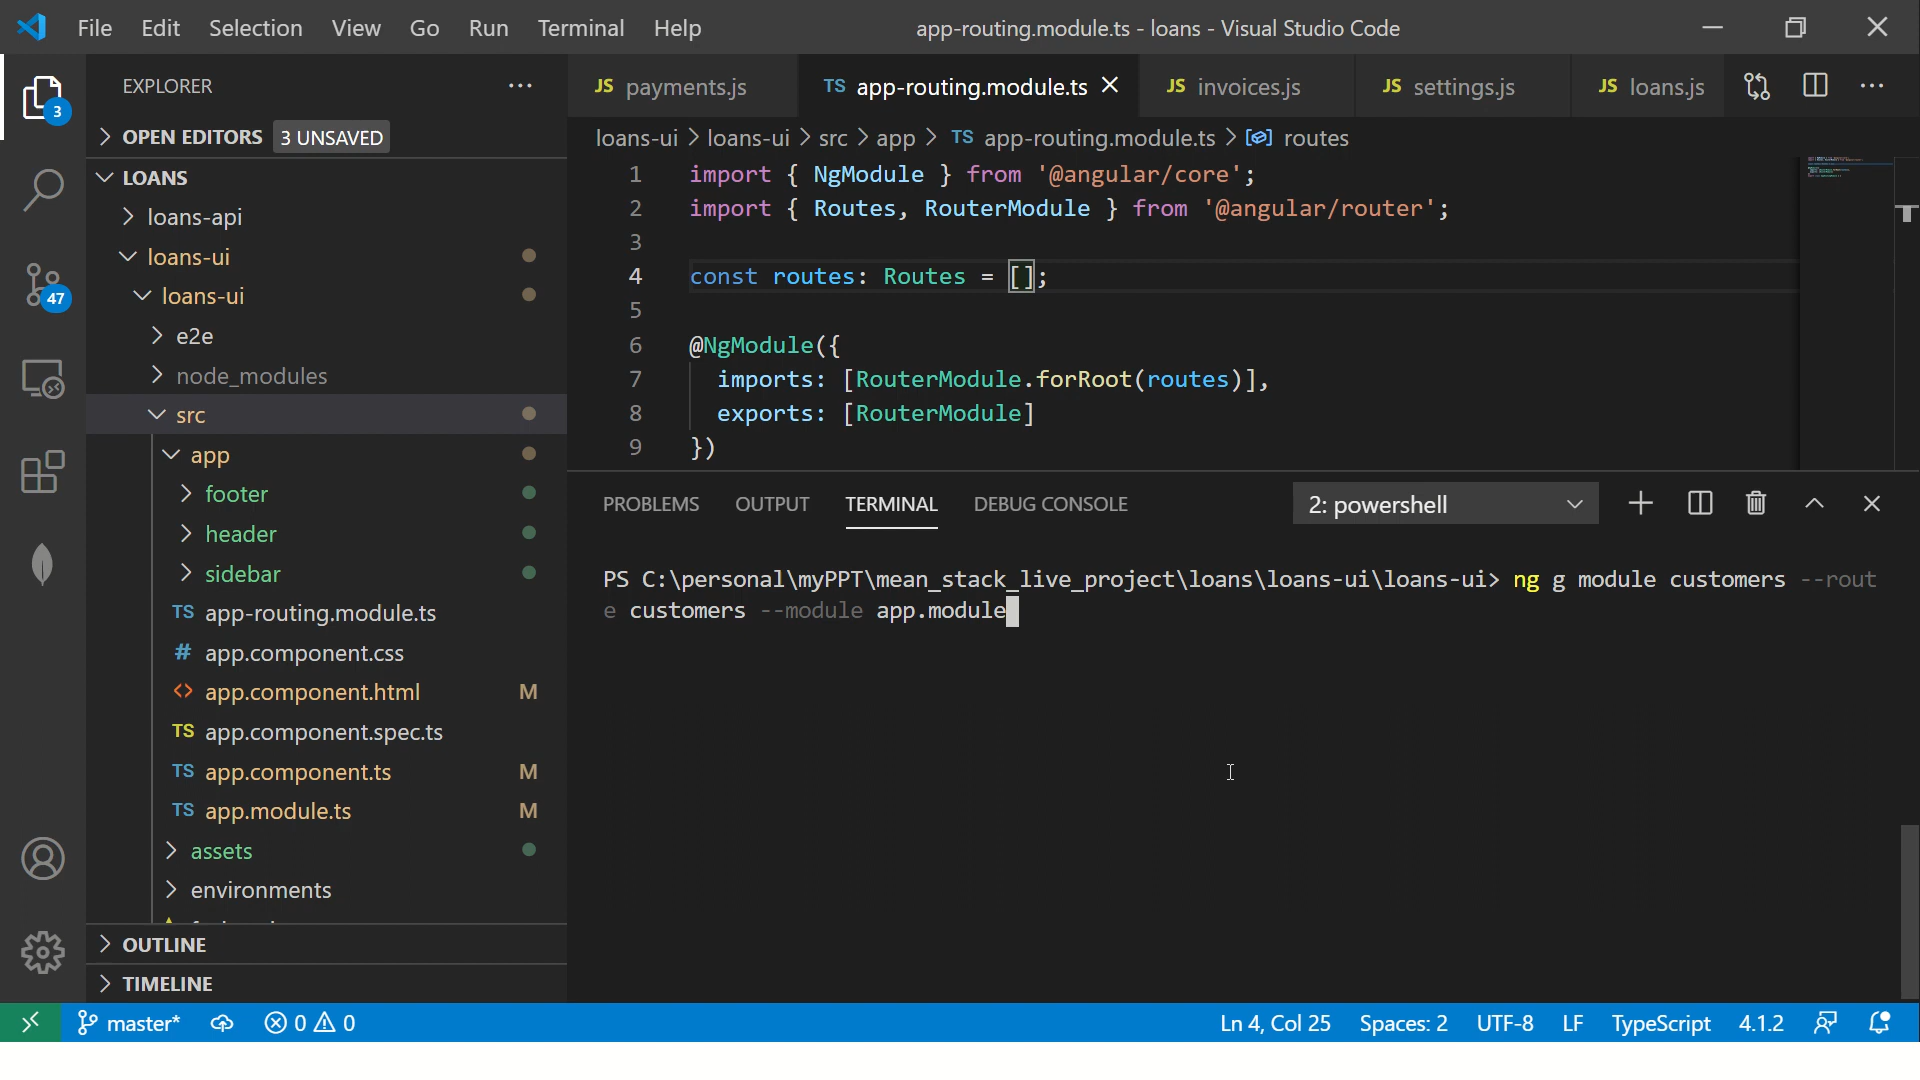 File Edit Selection View Go Run Terminal Help
app-routing.module.ts - loans - Visual Studio Code
EXPLORER
3
OPEN EDITORS 3 UNSAVED
LOANS
loans-api
loans-ui
loans-ui
e2e
node_modules
src
app
footer
header
sidebar
TS app-routing.module.ts
# app.component.css
<> app.component.html M
TS app.component.spec.ts
TS app.component.ts M
TS app.module.ts M
assets
environments
OUTLINE
TIMELINE
47
JS payments.js
TS app-routing.module.ts
JS invoices.js
JS settings.js
JS loans.js
loans-ui > loans-ui > src > app > TS app-routing.module.ts > routes
1 import { NgModule } from '@angular/core';
2 import { Routes, RouterModule } from '@angular/router';
3
4 const routes: Routes = [];
5
6 @NgModule({
7 imports: [RouterModule.forRoot(routes)],
8 exports: [RouterModule]
9 })
PROBLEMS OUTPUT TERMINAL DEBUG CONSOLE
2: powershell
PS C:\personal\myPPT\mean_stack_live_project\loans\loans-ui\loans-ui> ng g module customers --rout
e customers --module app.module
master* 0 0
Ln 4, Col 25 Spaces: 2 UTF-8 LF TypeScript 4.1.2